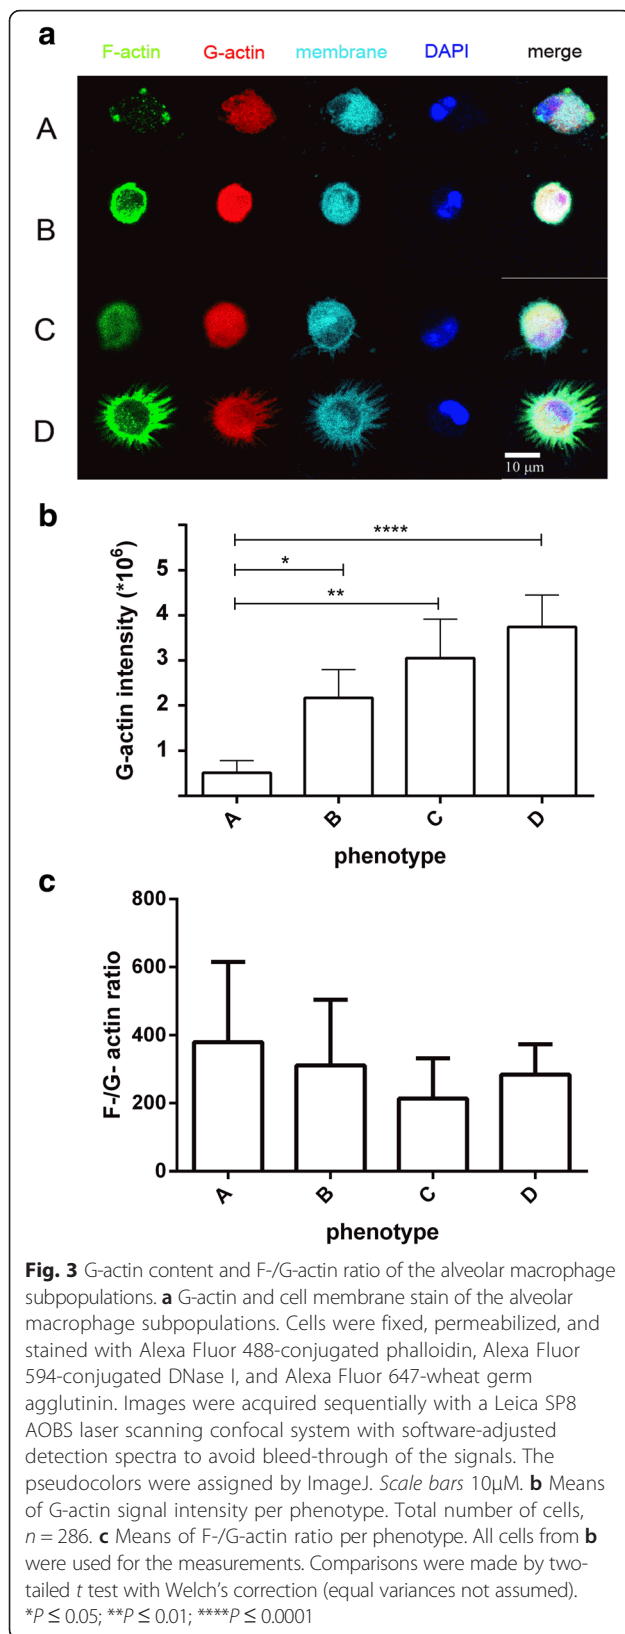 a
F-actin G-actin membrane DAPI merge
A
B
C
D
10 μm
b
G-actin intensity (*10⁶)
5
4
3
2
1
****
*
**
A B C D
phenotype
c
F-/G- actin ratio
800
600
400
200
0
A B C D
phenotype
Fig. 3 G-actin content and F-/G-actin ratio of the alveolar macrophage
subpopulations. a G-actin and cell membrane stain of the alveolar
macrophage subpopulations. Cells were fixed, permeabilized, and
stained with Alexa Fluor 488-conjugated phalloidin, Alexa Fluor
594-conjugated DNase I, and Alexa Fluor 647-wheat germ
agglutinin. Images were acquired sequentially with a Leica SP8
AOBS laser scanning confocal system with software-adjusted
detection spectra to avoid bleed-through of the signals. The
pseudocolors were assigned by ImageJ. Scale bars 10μM. b Means
of G-actin signal intensity per phenotype. Total number of cells,
n = 286. c Means of F-/G-actin ratio per phenotype. All cells from b
were used for the measurements. Comparisons were made by two-
tailed t test with Welch's correction (equal variances not assumed).
*P ≤ 0.05; **P ≤ 0.01; ****P ≤ 0.0001